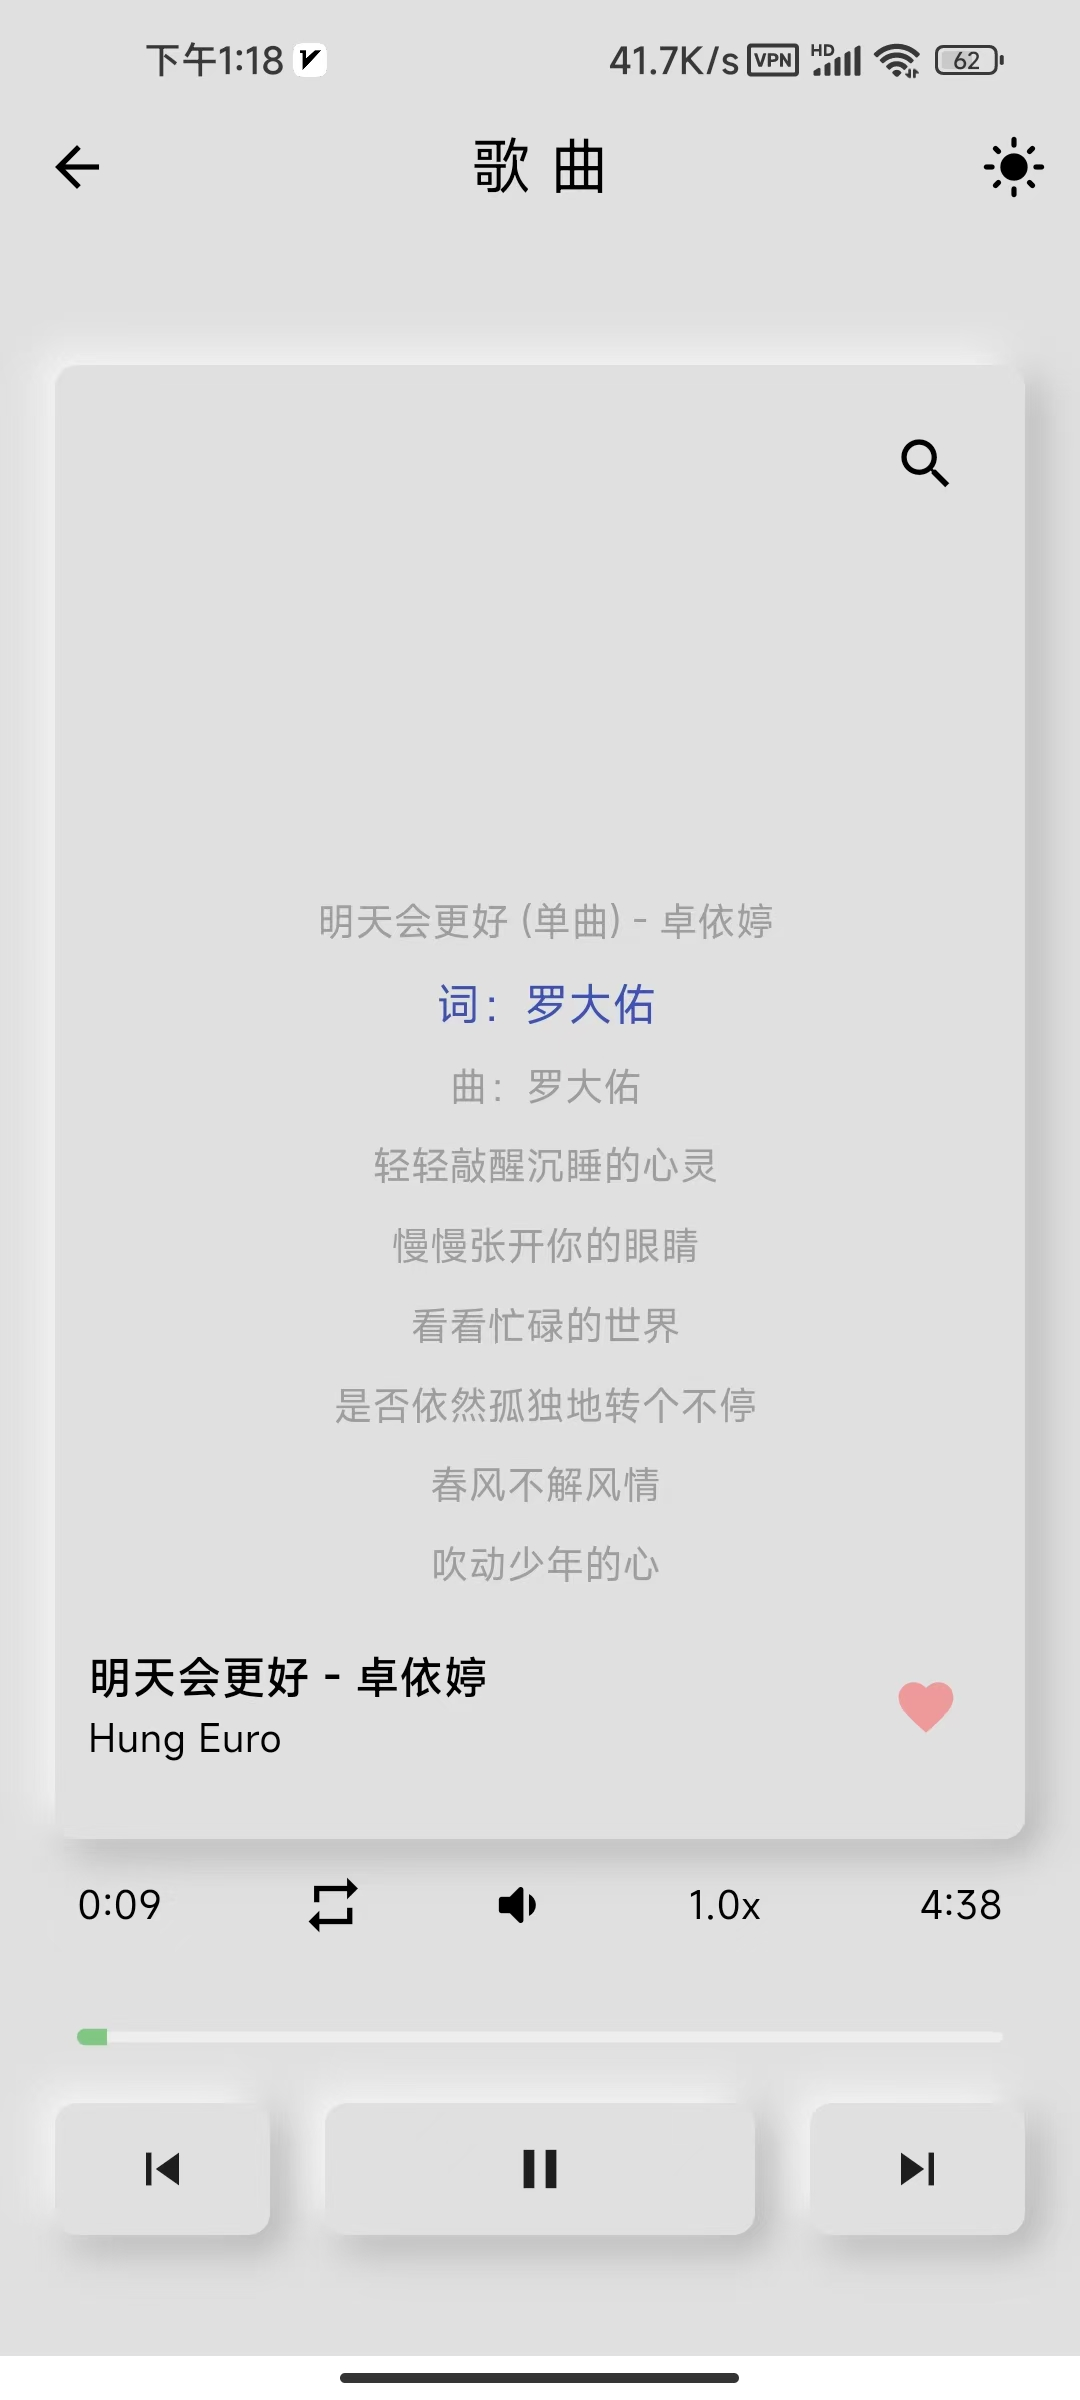 下午1:18
41.7K/s VPN HD 62
歌 曲
明天会更好 (单曲) - 卓依婷
词：罗大佑
曲：罗大佑
轻轻敲醒沉睡的心灵
慢慢张开你的眼睛
看看忙碌的世界
是否依然孤独地转个不停
春风不解风情
吹动少年的心
明天会更好 - 卓依婷
Hung Euro
0:09
1.0x
4:38